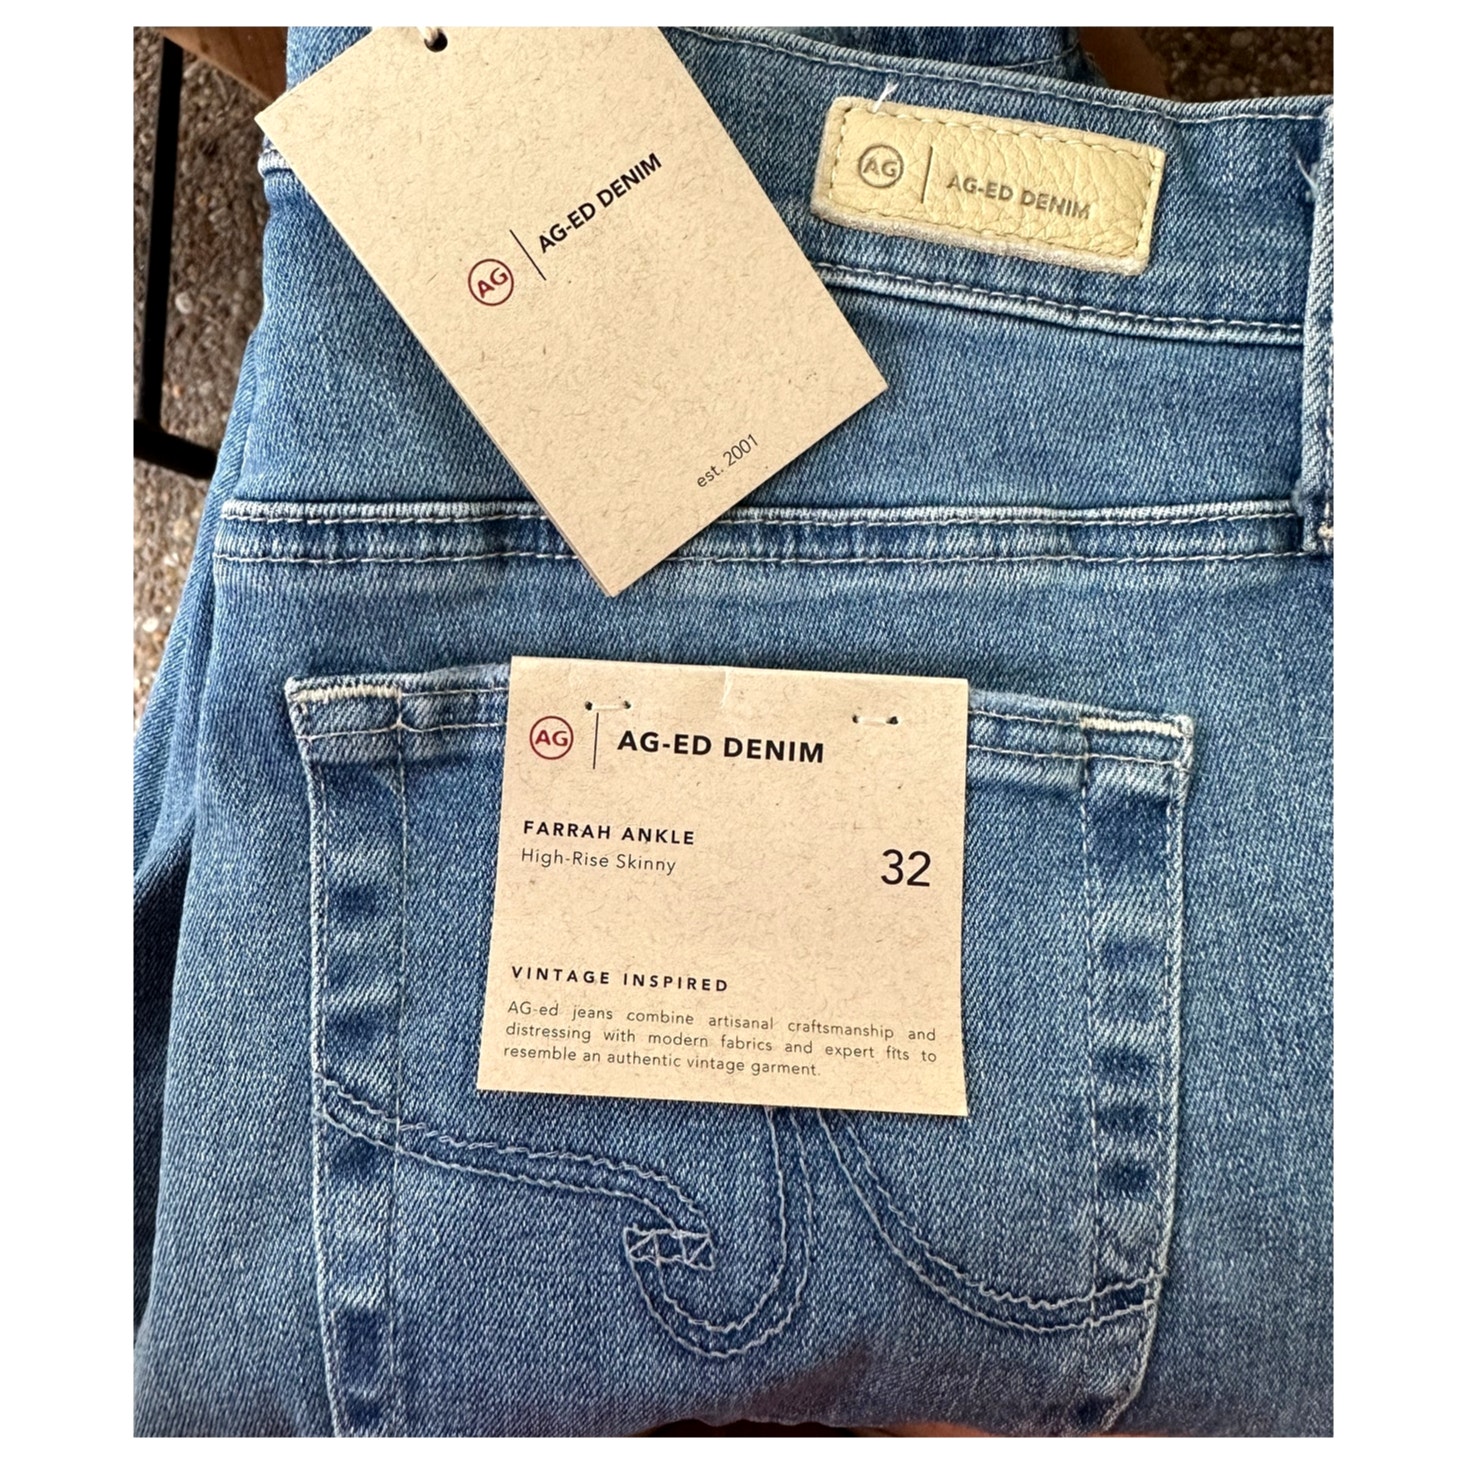 AG | AG-ED DENIM
est. 2001
AG | AG-ED DENIM
AG | AG-ED DENIM
FARRAH ANKLE
High-Rise Skinny
32
VINTAGE INSPIRED
AG-ed jeans combine artisanal craftsmanship and
distressing with modern fabrics and expert fits to
resemble an authentic vintage garment.